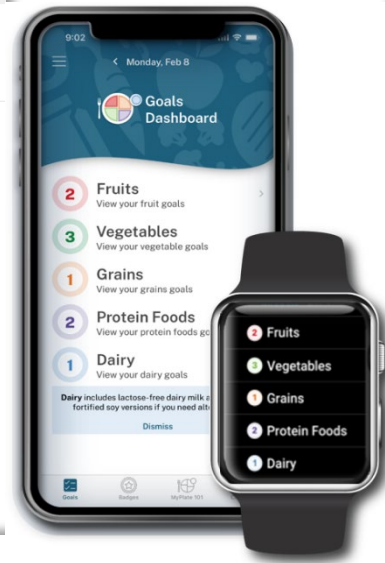 9:02
Monday, Feb 8
Goals
Dashboard
2 Fruits
View your fruit goals
3 Vegetables
View your vegetable goals
1 Grains
View your grains goals
2 Protein Foods
View your protein foods
1 Dairy
View your dairy goals
Dairy includes lactose-free dairy milk
fortified soy versions if you need
Dismiss
Goals
Badges
MyPlate 101
2 Fruits
3 Vegetables
1 Grains
2 Protein Foods
1 Dairy